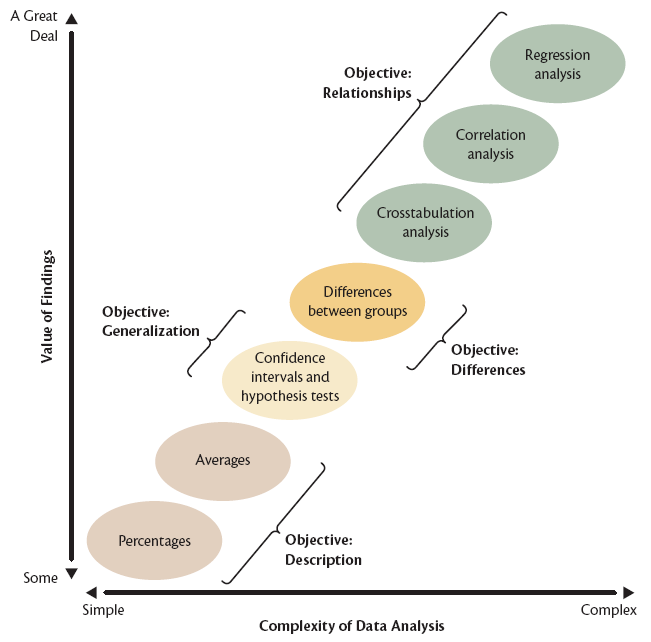 A Great
Deal
Regression
analysis
Objective:
Relationships
Correlation
analysis
Crosstabulation
analysis
Value of Findings
Differences
between groups
Objective:
Generalization
Objective:
Differences
Confidence
intervals and
hypothesis tests
Averages
Percentages
Objective:
Description
Some
Simple
Complex
Complexity of Data Analysis